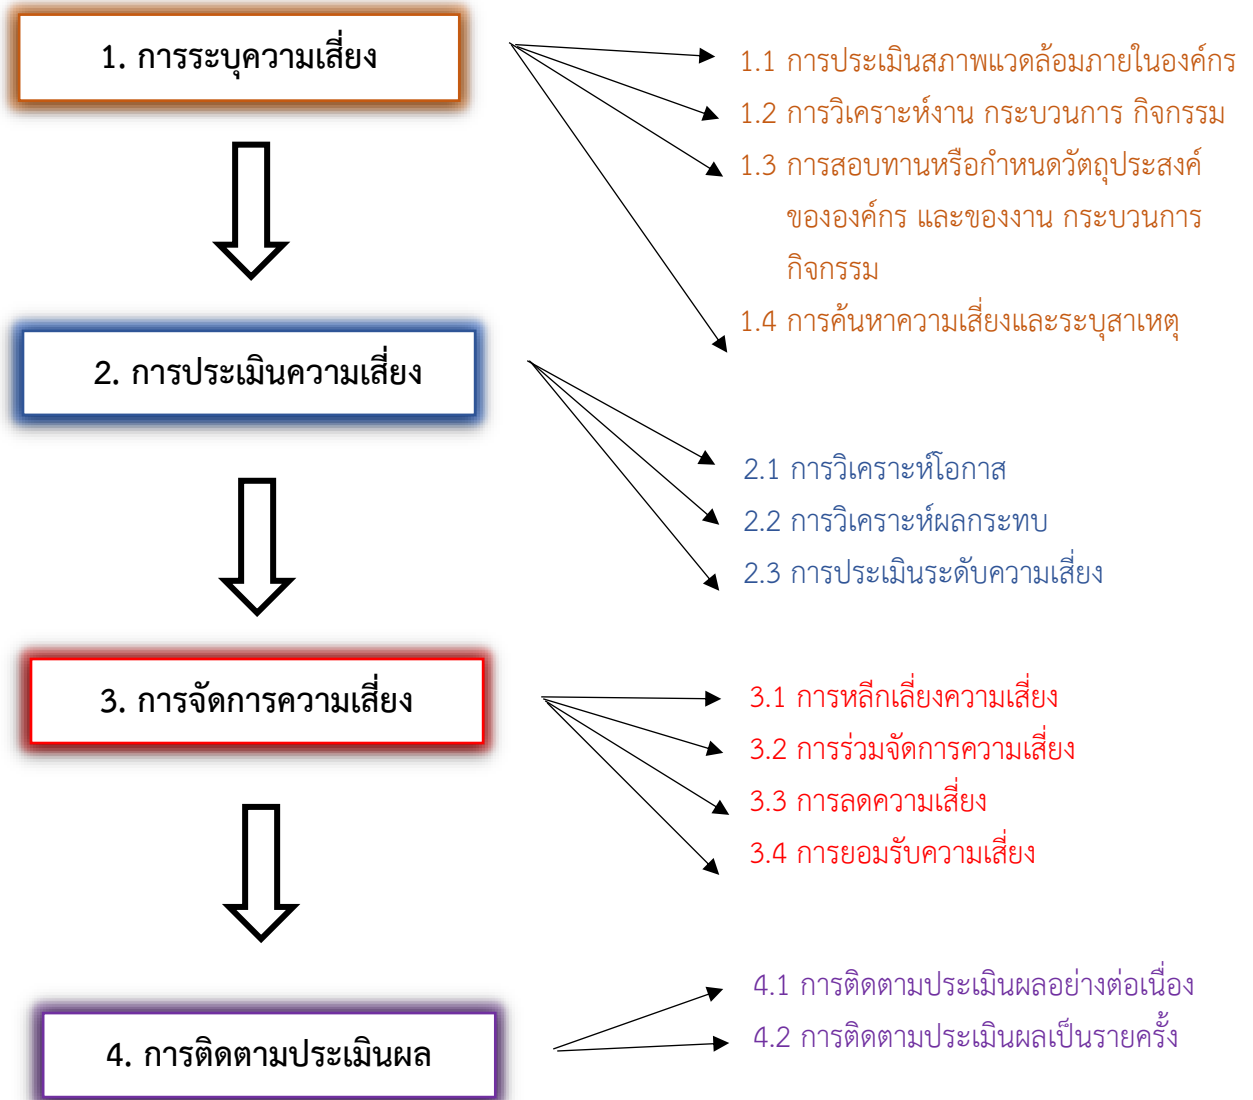 1. การระบุความเสี่ยง
1.1 การประเมินสภาพแวดล้อมภายในองค์กร
1.2 การวิเคราะห์งาน กระบวนการ กิจกรรม
1.3 การสอบทานหรือกำหนดวัตถุประสงค์
ขององค์กร และของงาน กระบวนการ
กิจกรรม
1.4 การค้นหาความเสี่ยงและระบุสาเหตุ
2. การประเมินความเสี่ยง
2.1 การวิเคราะห์โอกาส
2.2 การวิเคราะห์ผลกระทบ
2.3 การประเมินระดับความเสี่ยง
3. การจัดการความเสี่ยง
3.1 การหลีกเลี่ยงความเสี่ยง
3.2 การร่วมจัดการความเสี่ยง
3.3 การลดความเสี่ยง
3.4 การยอมรับความเสี่ยง
4. การติดตามประเมินผล
4.1 การติดตามประเมินผลอย่างต่อเนื่อง
4.2 การติดตามประเมินผลเป็นรายครั้ง